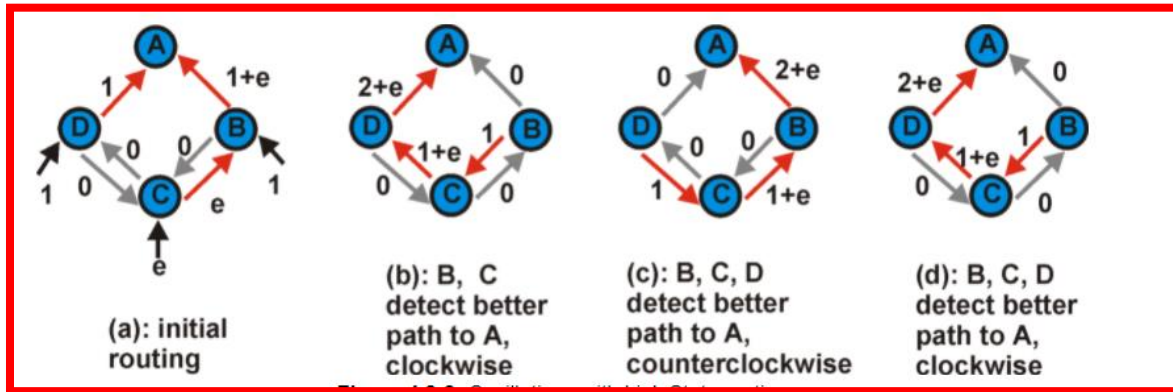 A
1
1+e
D
B
0
0
1
0
C
e
1
e
(a): initial
routing
A
2+e
0
D
B
1
1+e
0
C
0
(b): B, C
detect better
path to A,
clockwise
A
0
2+e
D
B
0
0
1
C
1+e
(c): B, C, D
detect better
path to A,
counterclockwise
A
2+e
0
D
B
1
1+e
0
C
0
(d): B, C, D
detect better
path to A,
clockwise